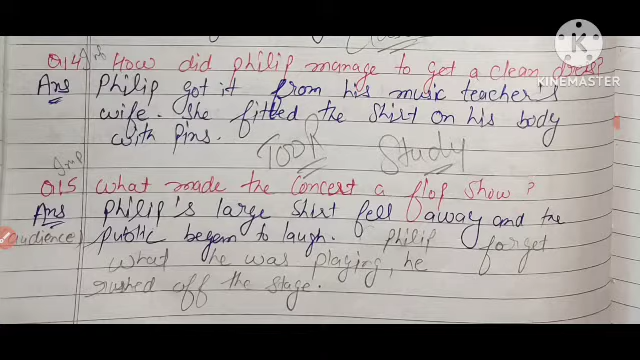 Q14 How did philip manage to get a clean dress
Ans Philip got it from his music teacher's
wife. She fitted the shirt on his body
with pins.
TOOR Study
Imp
Q15 what made the Concert a flop show?
Ans Philip's large shirt fell away and the
audience) public began to laugh. Philip forget
what he was playing, he
rushed off the stage.
KINEMASTER